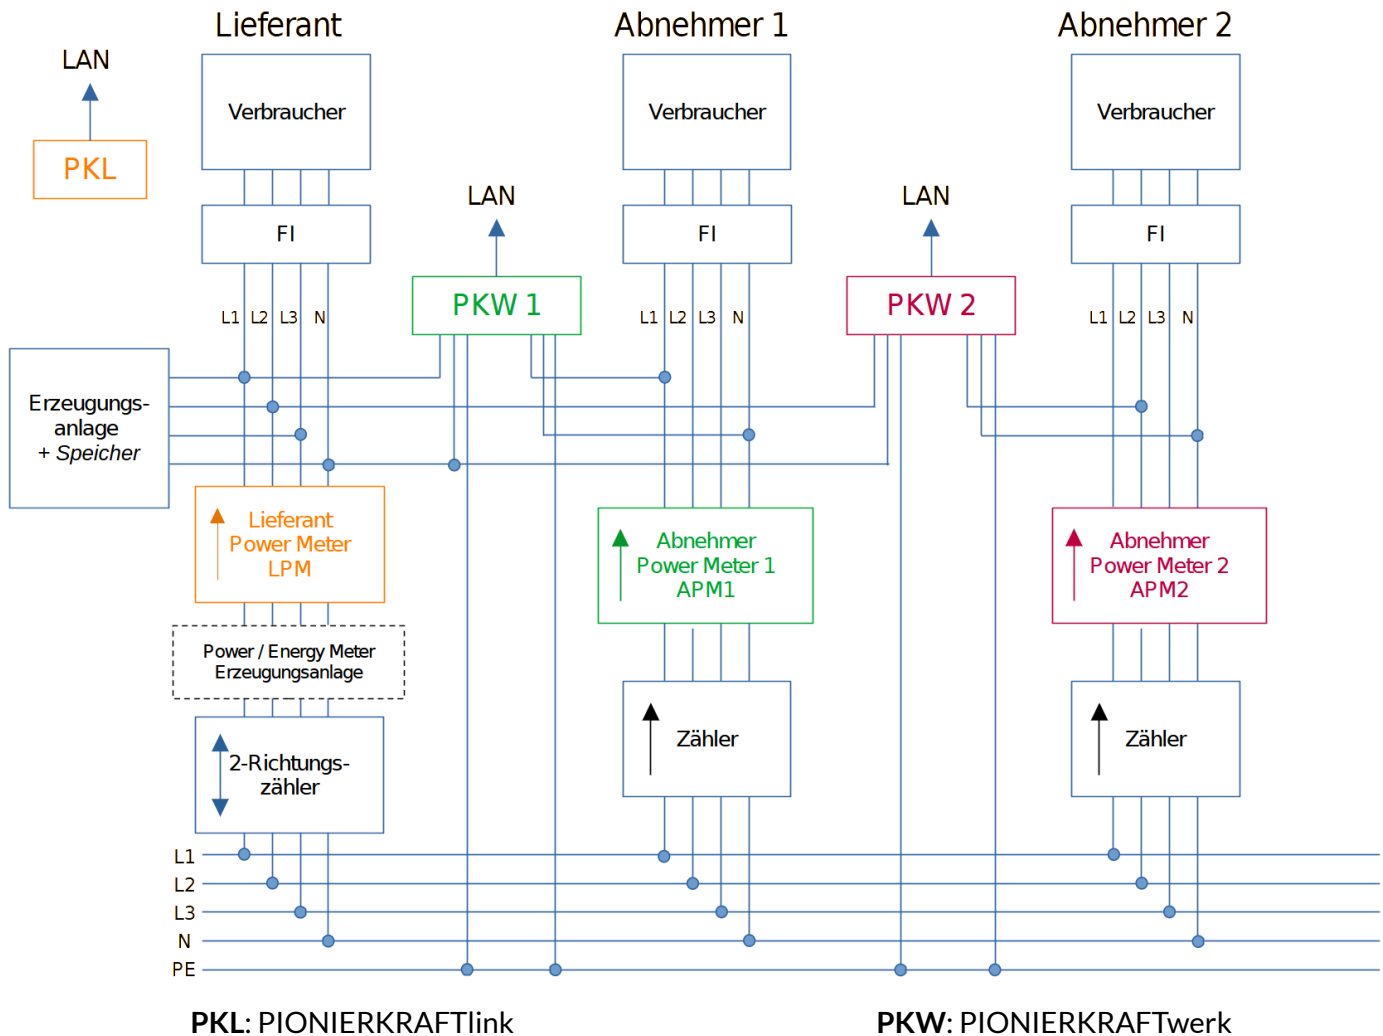 Lieferant
Abnehmer 1
Abnehmer 2
LAN
Verbraucher
Verbraucher
Verbraucher
PKL
LAN
LAN
FI
FI
FI
PKW 1
PKW 2
L1 L2 L3 N
L1 L2 L3 N
L1 L2 L3 N
Erzeugungs-
anlage
+ Speicher
Lieferant
Power Meter
LPM
Abnehmer
Power Meter 1
APM1
Abnehmer
Power Meter 2
APM2
Power / Energy Meter
Erzeugungsanlage
2-Richtungs-
zähler
Zähler
Zähler
L1
L2
L3
N
PE
PKL: PIONIERKRAFTlink
PKW: PIONIERKRAFTwerk